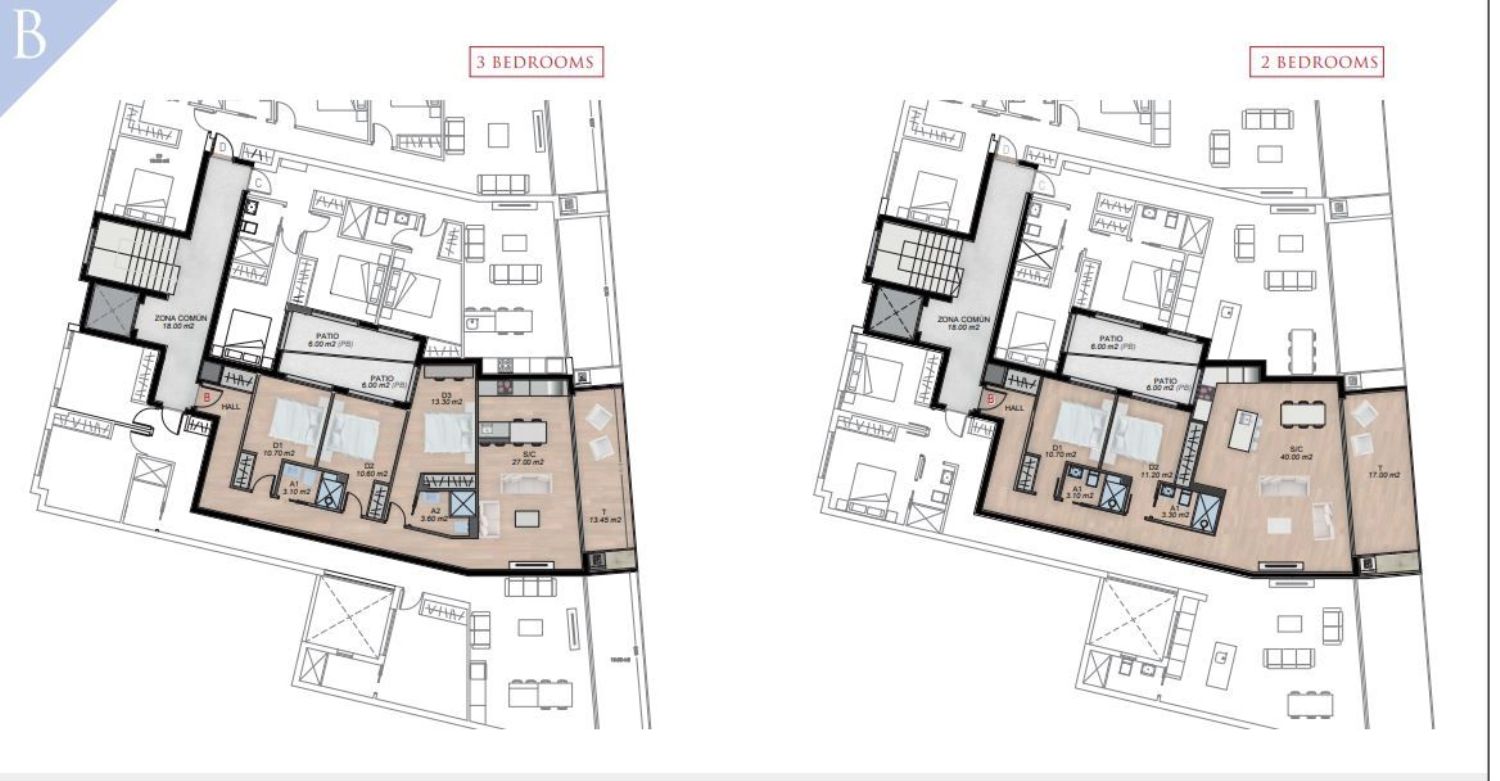 B
3 BEDROOMS
D
C
ZONA COMÚN
18.00 m2
PATIO
6.00 m2 (PB)
PATIO
6.00 m2 (PB)
B
HALL
D1
10.70 m2
D2
10.60 m2
D3
13.30 m2
A1
3.10 m2
A2
3.60 m2
S/C
27.00 m2
T
13.45 m2
2 BEDROOMS
D
C
ZONA COMÚN
18.00 m2
PATIO
6.00 m2 (PB)
PATIO
6.00 m2 (PB)
B
HALL
D1
10.70 m2
D2
11.20 m2
A1
3.10 m2
A1
3.30 m2
S/C
40.00 m2
T
17.00 m2